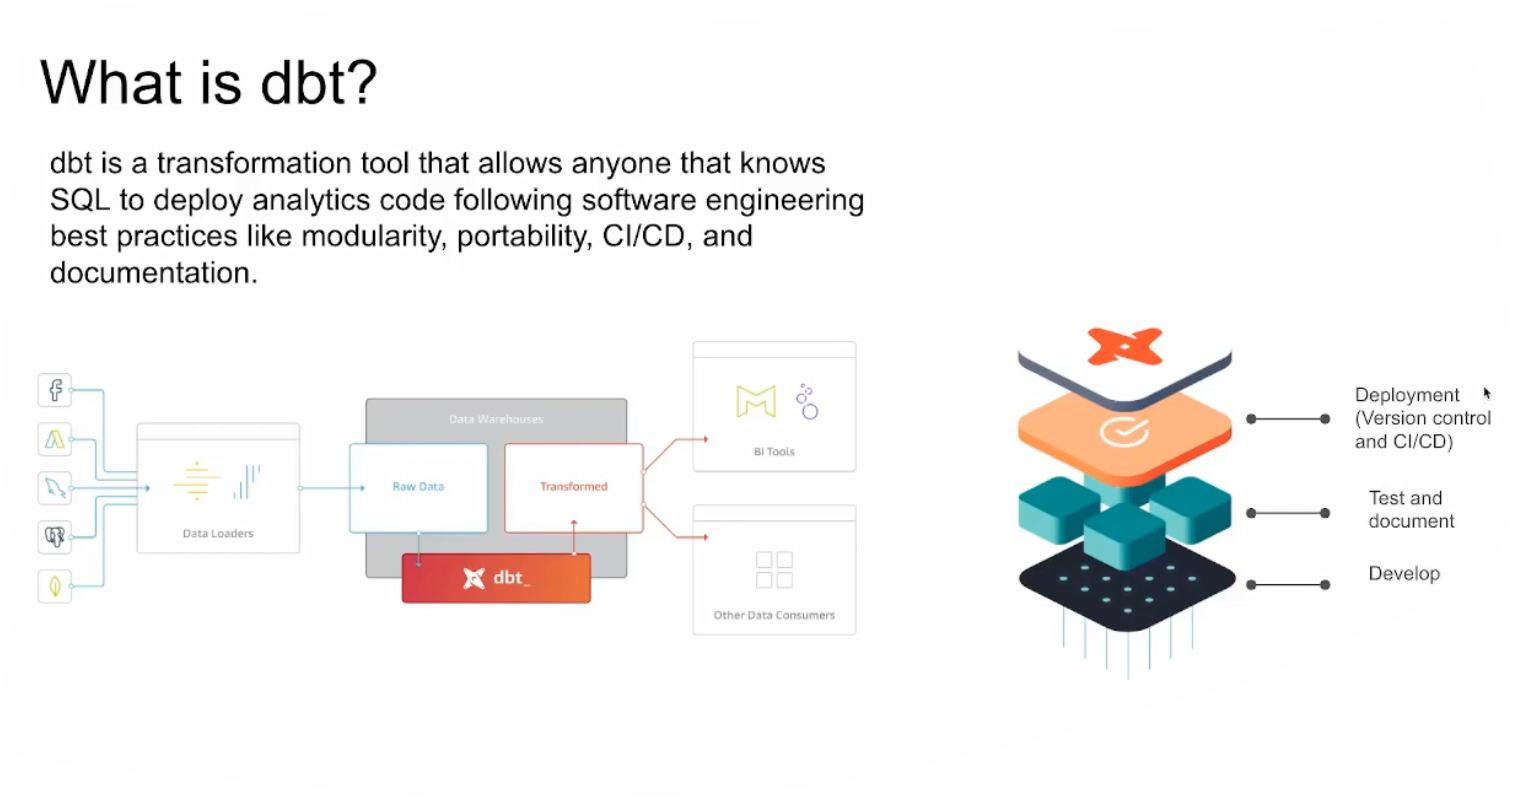 What is dbt?
dbt is a transformation tool that allows anyone that knows
SQL to deploy analytics code following software engineering
best practices like modularity, portability, CI/CD, and
documentation.
Data Loaders
Data Warehouses
Raw Data
Transformed
dbt_
BI Tools
Other Data Consumers
Deployment
(Version control
and CI/CD)
Test and
document
Develop